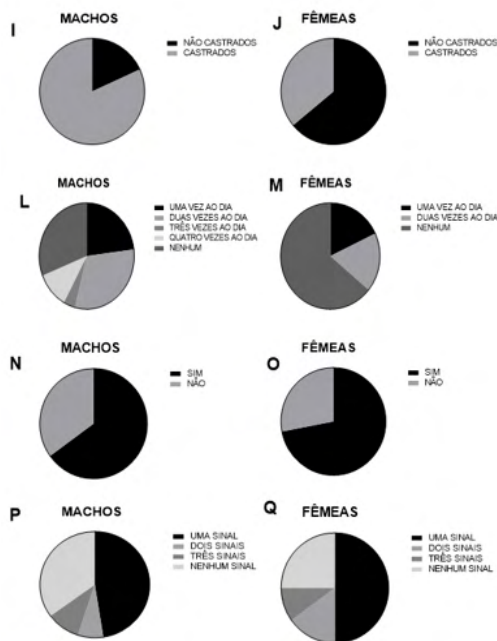 I
MACHOS
NÃO CASTRADOS
CASTRADOS
J
FÊMEAS
NÃO CASTRADOS
CASTRADOS
L
MACHOS
UMA VEZ AO DIA
DUAS VEZES AO DIA
TRÊS VEZES AO DIA
QUATRO VEZES AO DIA
NENHUM
M
FÊMEAS
UMA VEZ AO DIA
DUAS VEZES AO DIA
NENHUM
N
MACHOS
SIM
NÃO
O
FÊMEAS
SIM
NÃO
P
MACHOS
UMA SINAL
DOIS SINAIS
TRÊS SINAIS
NENHUM SINAL
Q
FÊMEAS
UMA SINAL
DOIS SINAIS
TRÊS SINAIS
NENHUM SINAL